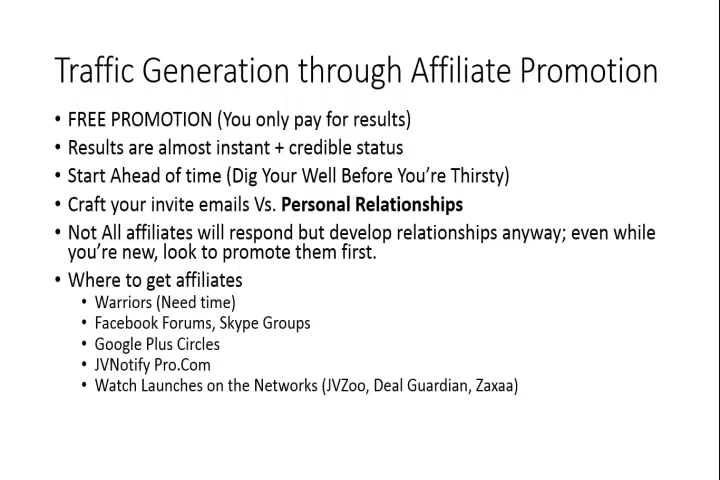 Traffic Generation through Affiliate Promotion
• FREE PROMOTION (You only pay for results)
• Results are almost instant + credible status
• Start Ahead of time (Dig Your Well Before You're Thirsty)
• Craft your invite emails Vs. Personal Relationships
• Not All affiliates will respond but develop relationships anyway; even while
you're new, look to promote them first.
• Where to get affiliates
• Warriors (Need time)
• Facebook Forums, Skype Groups
• Google Plus Circles
• JVNotify Pro.Com
• Watch Launches on the Networks (JVZoo, Deal Guardian, Zaxaa)